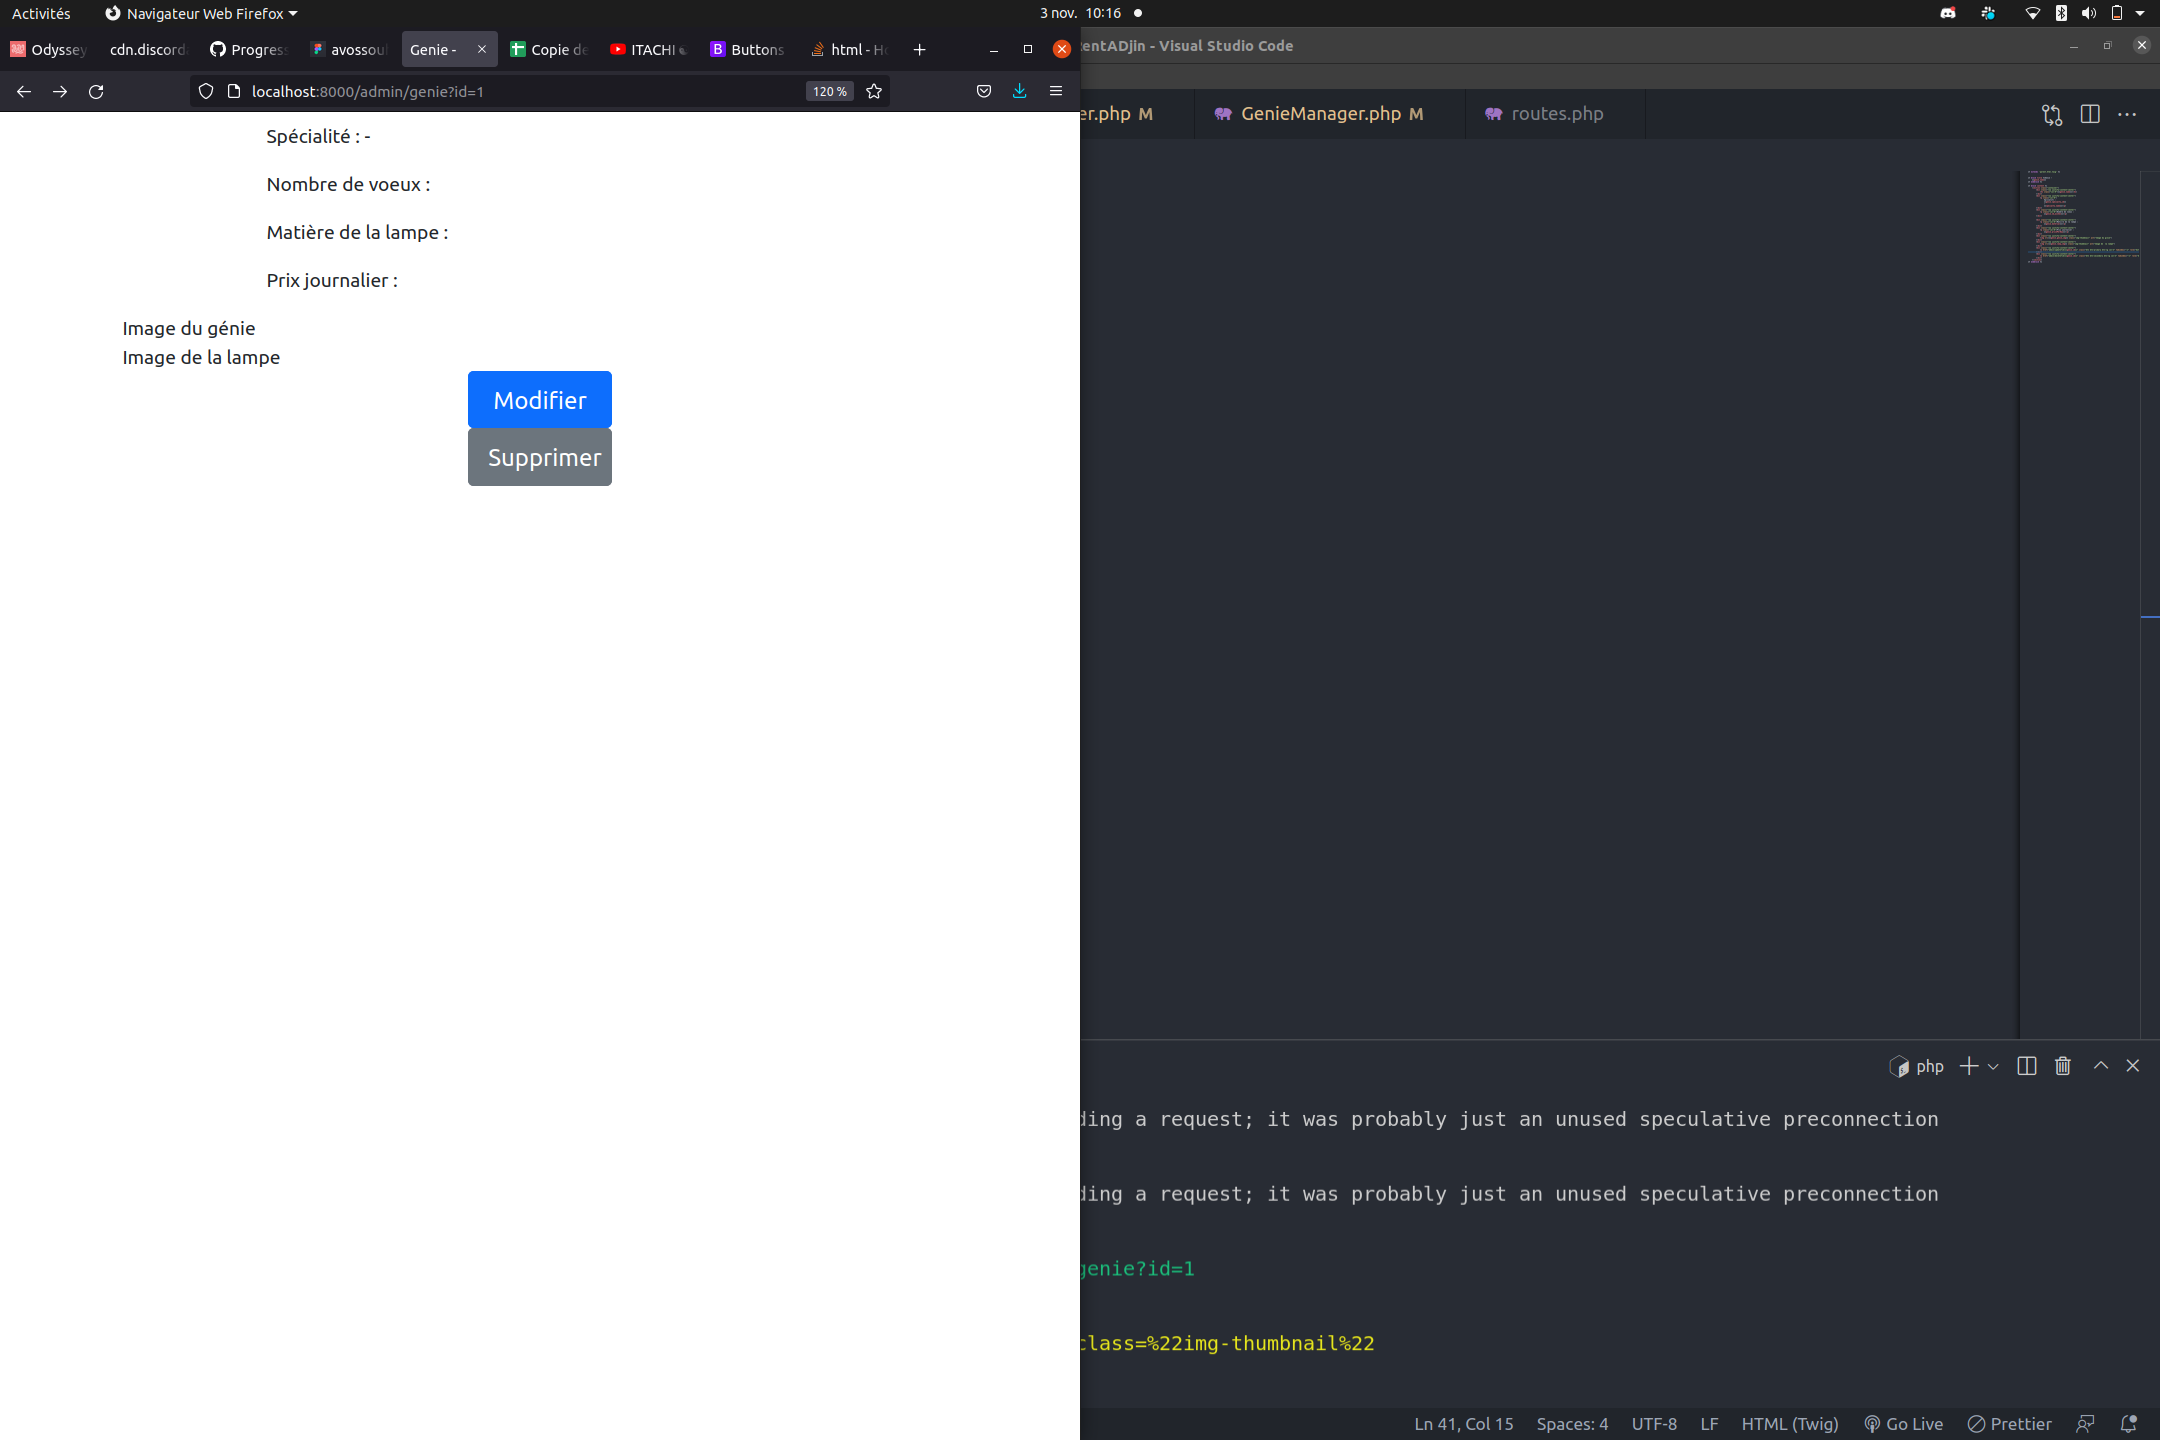 Activités
Navigateur Web Firefox
3 nov. 10:16
Odyssey
cdn.discord
Progress
avossou
Genie -
Copie de
ITACHI
Buttons
html - Ho
localhost:8000/admin/genie?id=1
120 %
Spécialité : -
Nombre de voeux :
Matière de la lampe :
Prix journalier :
Image du génie
Image de la lampe
Modifier
Supprimer
entADjin - Visual Studio Code
er.php M
GenieManager.php M
routes.php
php
ding a request; it was probably just an unused speculative preconnection
ding a request; it was probably just an unused speculative preconnection
genie?id=1
class=%22img-thumbnail%22
Ln 41, Col 15
Spaces: 4
UTF-8
LF
HTML (Twig)
Go Live
Prettier